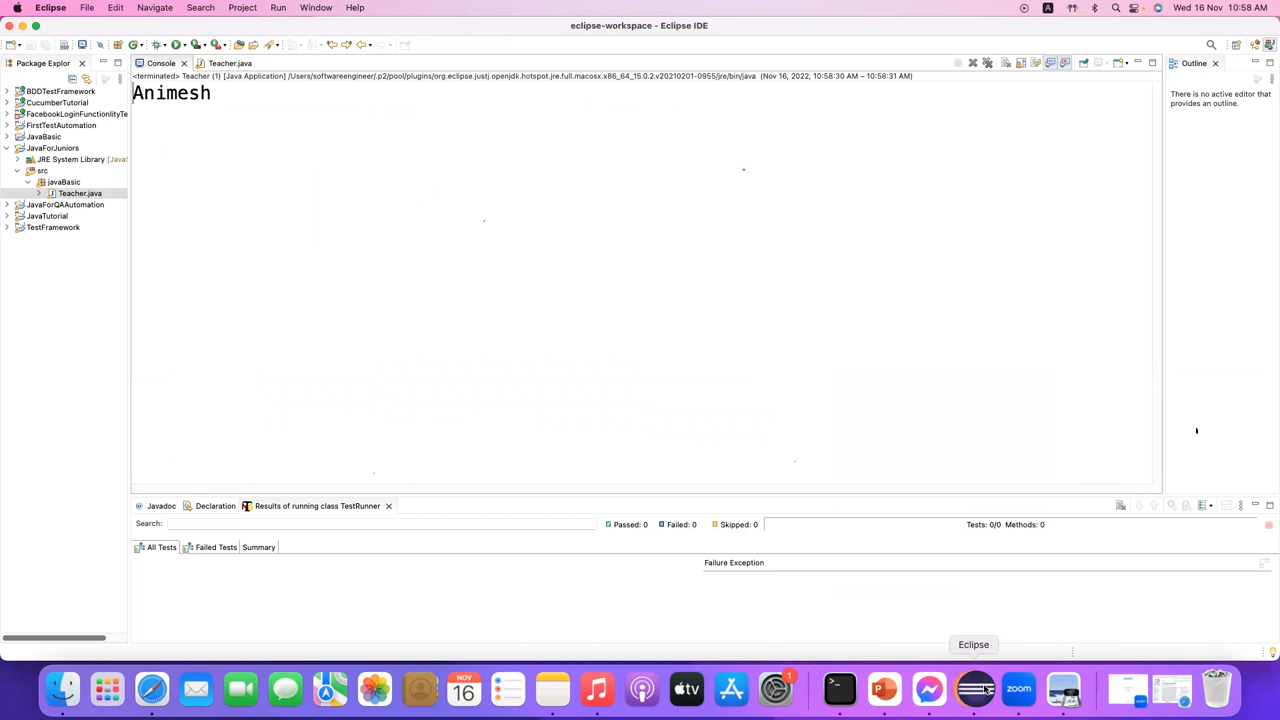 Eclipse File Edit View Search Project Run Window Help A Wed 16 Nov 10:58 AM
eclipse-workspace - Eclipse IDE
Package Explor Console Teacher.java Outline
<terminated> Teacher (1) [Java Application] /Users/softwareengineer/.p2/pool/plugins/org.eclipse.justj.openjdk.hotspot.jre.full.macosx.x86_64_15.0.2.v20210201-0955/jre/bin/java (Nov 16, 2022, 10:58:30 AM – 10:58:31 AM)
Animesh
There is no active editor that
provides an outline.
BDDTestFramework
CucumberTutorial
FacebookLoginFunctionlityTe
FirstTestAutomation
JavaBasic
JavaForJuniors
JRE System Library [JavaS
src
javaBasic
Teacher.java
JavaForQAAutomation
JavaTutorial
TestFramework
Javadoc Declaration Results of running class TestRunner
Search: Passed: 0 Failed: 0 Skipped: 0 Tests: 0/0 Methods: 0
All Tests Failed Tests Summary
Failure Exception
Eclipse
NOV
16
tv
1
>_
P
zoom